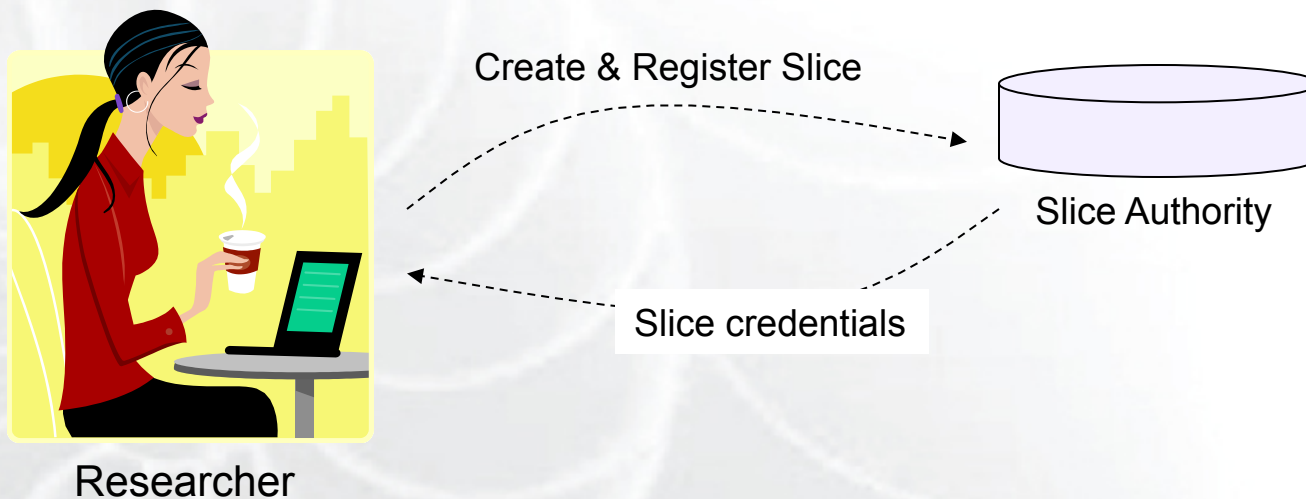 Create & Register Slice
Slice Authority
Slice credentials
Researcher